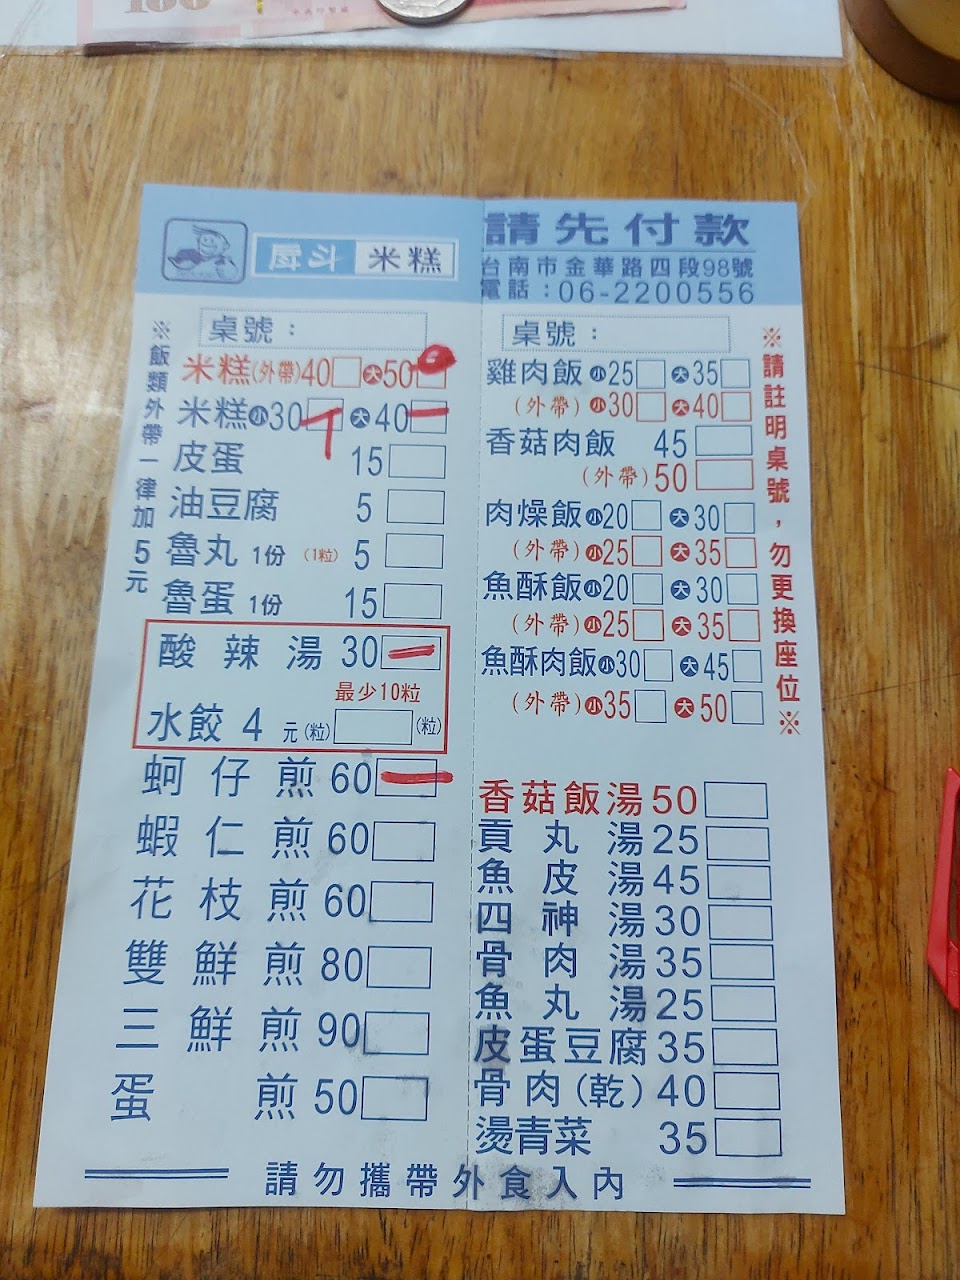 100
戽斗 米糕
請先付款
台南市金華路四段98號
電話：06-2200556
※飯類外帶一律加5元
桌號：
米糕(外帶)40 大50
米糕小30 大40
皮蛋 15
油豆腐 5
魯丸 1份 (1粒) 5
魯蛋 1份 15
酸辣湯 30
最少10粒
水餃 4 元(粒) (粒)
蚵仔煎 60
蝦仁煎 60
花枝煎 60
雙鮮煎 80
三鮮煎 90
蛋煎 50
桌號：
雞肉飯 小25 大35
(外帶) 小30 大40
香菇肉飯 45
(外帶) 50
肉燥飯 小20 大30
(外帶) 小25 大35
魚酥飯 小20 大30
(外帶) 小25 大35
魚酥肉飯 小30 大45
(外帶) 小35 大50
香菇飯湯 50
貢丸湯 25
魚皮湯 45
四神湯 30
骨肉湯 35
魚丸湯 25
皮蛋豆腐 35
骨肉(乾) 40
燙青菜 35
※請註明桌號，勿更換座位※
請勿攜帶外食入內